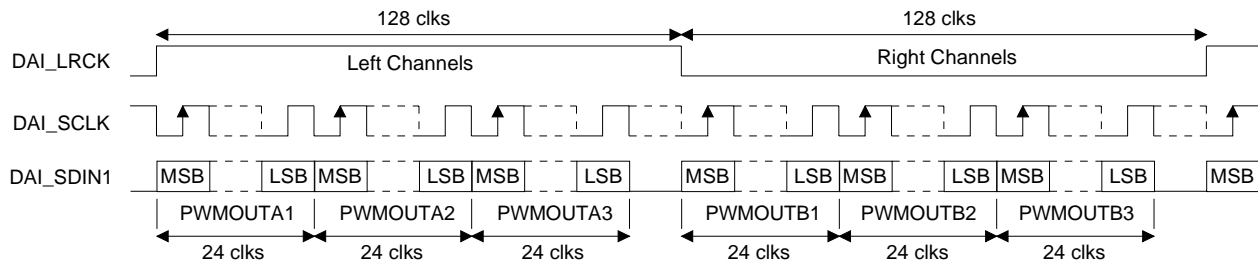 128 clks 128 clks
DAI_LRCK Left Channels Right Channels
DAI_SCLK
DAI_SDIN1 MSB LSB MSB LSB MSB LSB MSB LSB MSB LSB MSB LSB MSB
PWMOUTA1 PWMOUTA2 PWMOUTA3 PWMOUTB1 PWMOUTB2 PWMOUTB3
24 clks 24 clks 24 clks 24 clks 24 clks 24 clks